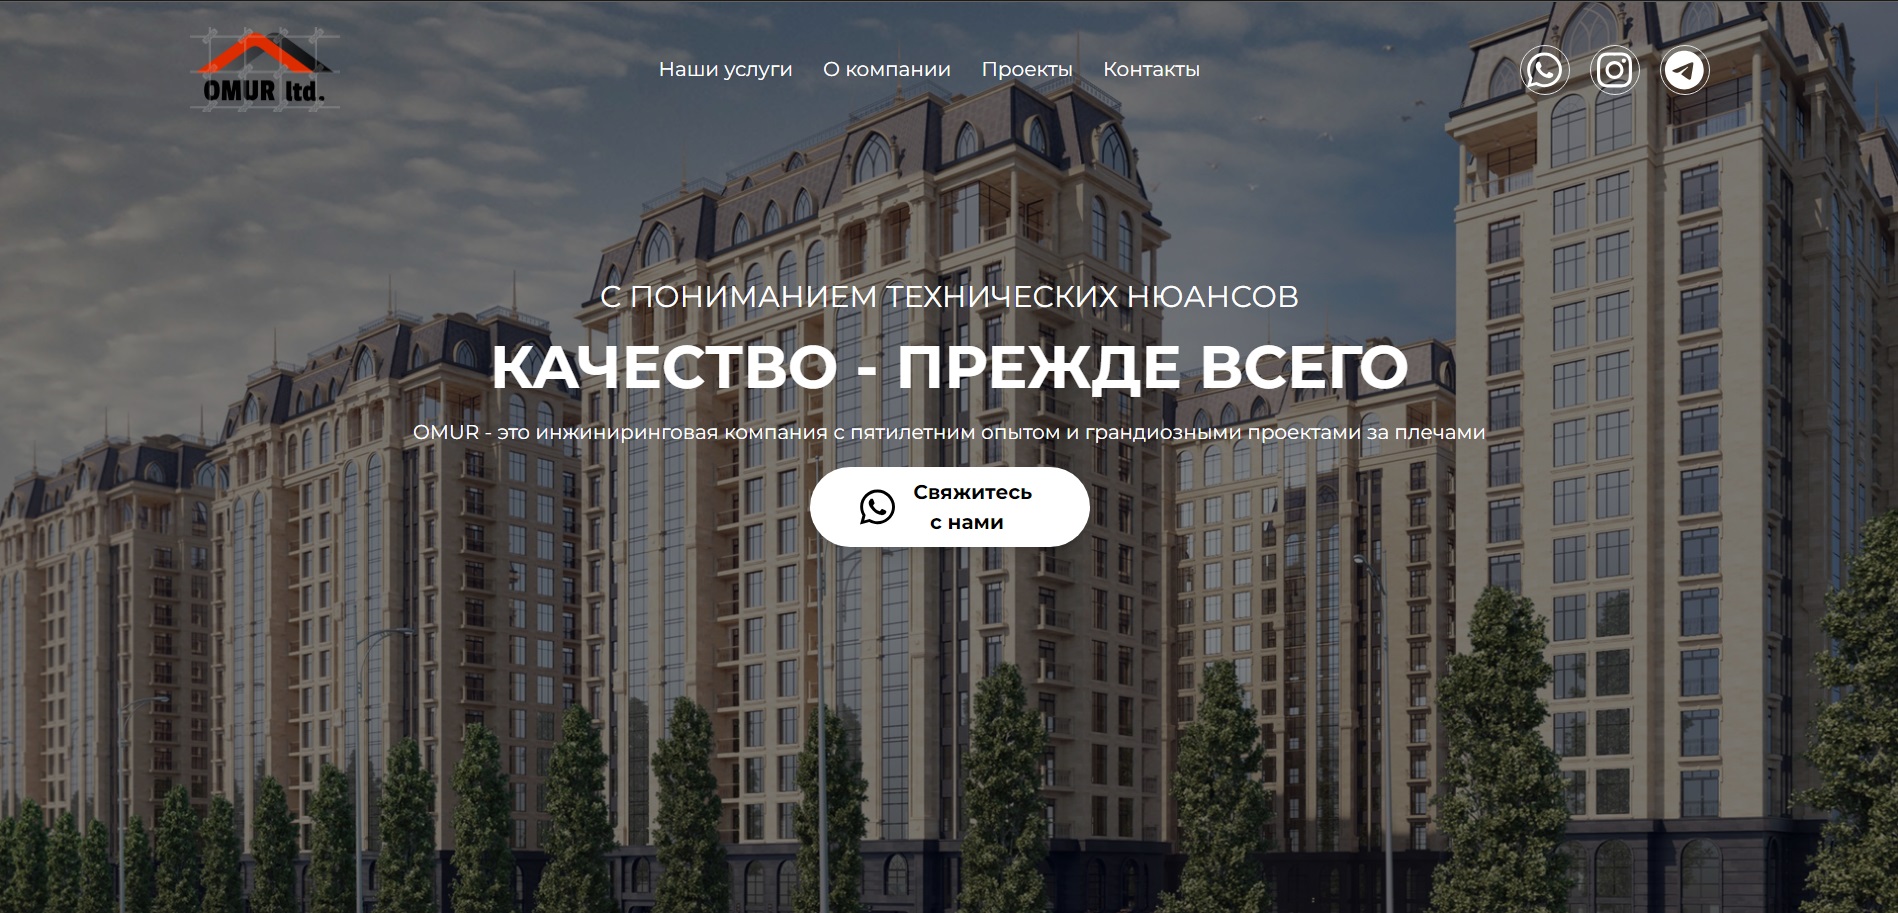 OMUR ltd.
Наши услуги О компании Проекты Контакты
С ПОНИМАНИЕМ ТЕХНИЧЕСКИХ НЮАНСОВ
КАЧЕСТВО - ПРЕЖДЕ ВСЕГО
OMUR - это инжиниринговая компания с пятилетним опытом и грандиозными проектами за плечами
Свяжитесь
с нами